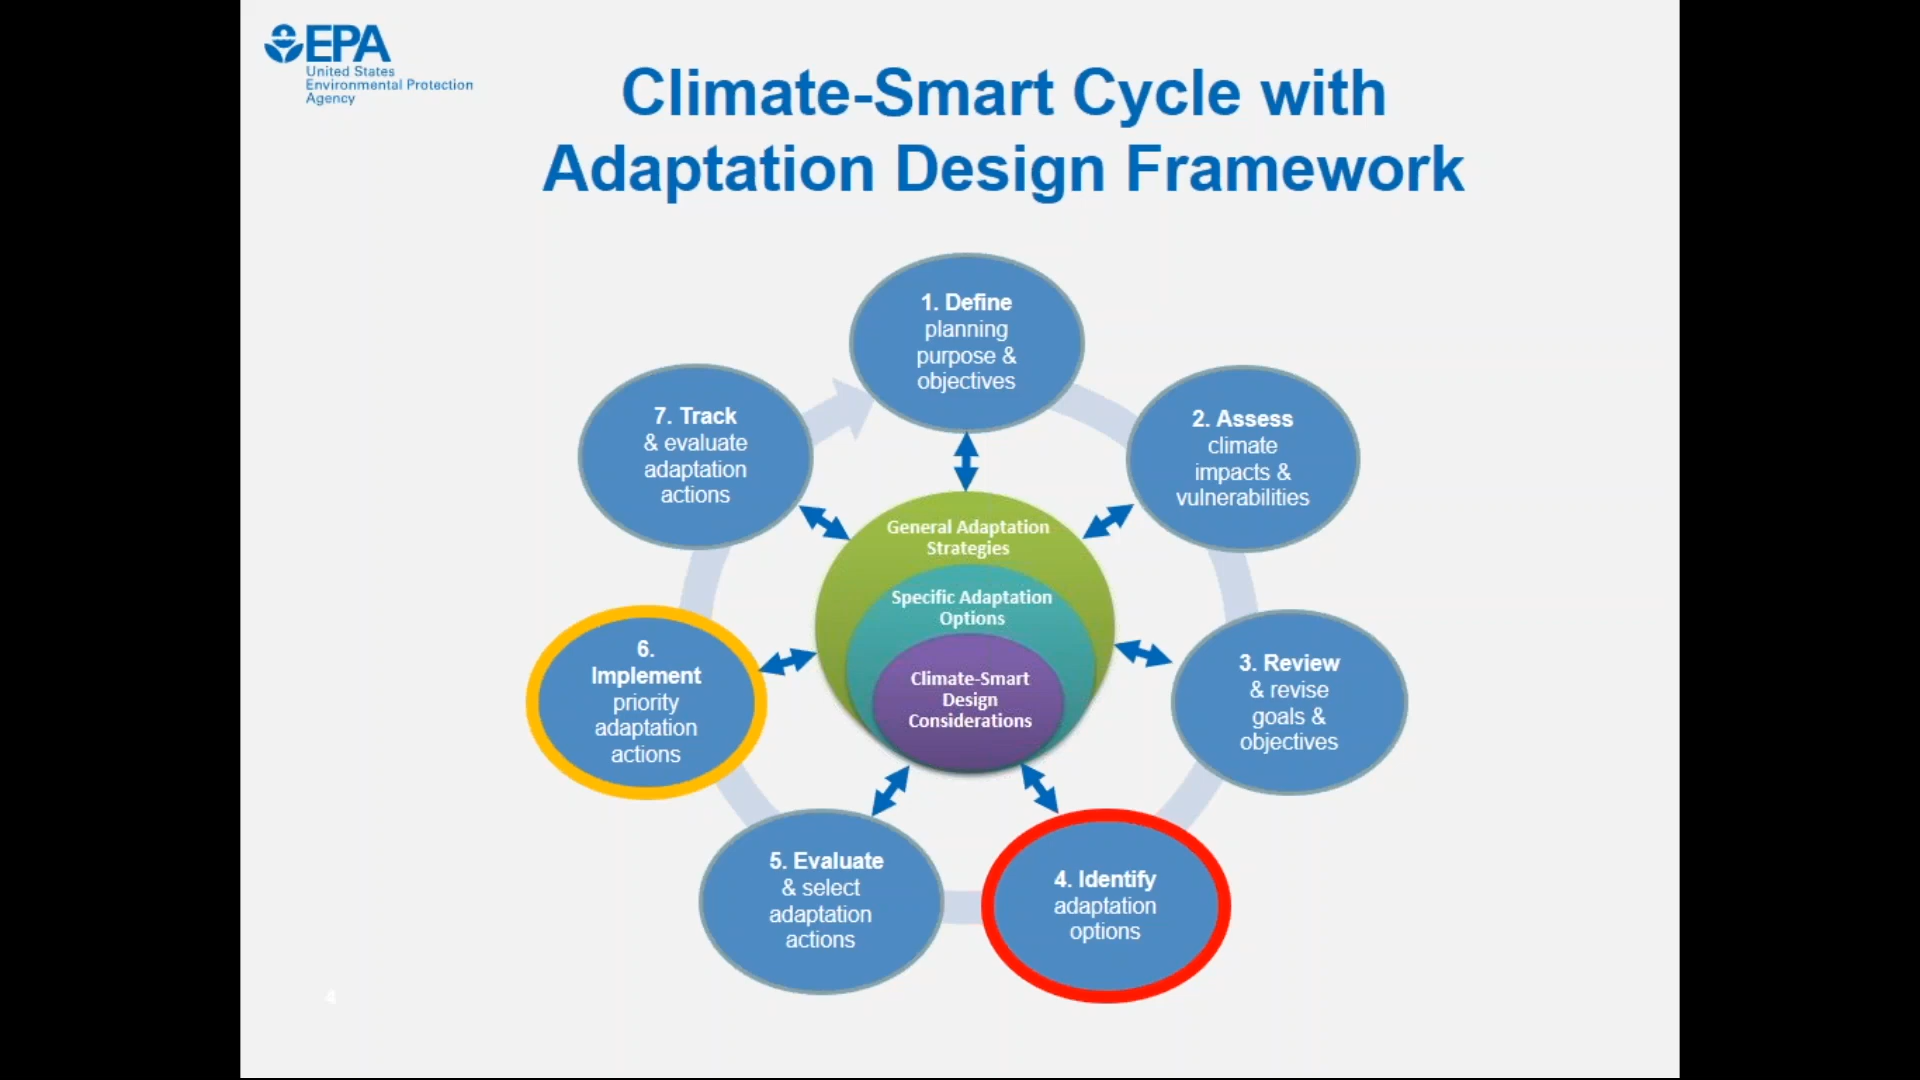 EPA
United States
Environmental Protection
Agency
Climate-Smart Cycle with
Adaptation Design Framework
1. Define
planning
purpose &
objectives
2. Assess
climate
impacts &
vulnerabilities
3. Review
& revise
goals &
objectives
4. Identify
adaptation
options
5. Evaluate
& select
adaptation
actions
6.
Implement
priority
adaptation
actions
7. Track
& evaluate
adaptation
actions
General Adaptation
Strategies
Specific Adaptation
Options
Climate-Smart
Design
Considerations
4